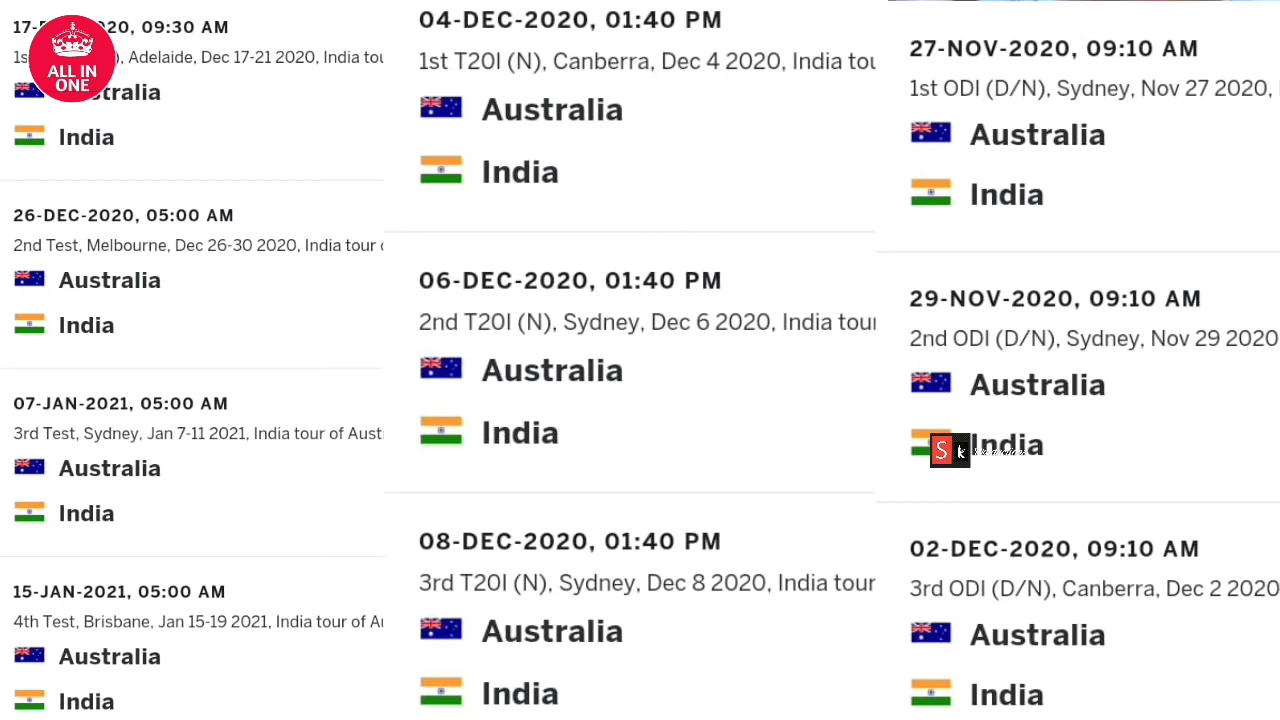 17- 20, 09:30 AM
Adelaide, Dec 17-21 2020, India
Australia
India
26-DEC-2020, 05:00 AM
2nd Test, Melbourne, Dec 26-30 2020, India tour
Australia
India
07-JAN-2021, 05:00 AM
3rd Test, Sydney, Jan 7-11 2021, India tour of Aust
Australia
India
15-JAN-2021, 05:00 AM
4th Test, Brisbane, Jan 15-19 2021, India tour of Au
Australia
India
ALL IN
ONE
04-DEC-2020, 01:40 PM
1st T20I (N), Canberra, Dec 4 2020, India tou
Australia
India
06-DEC-2020, 01:40 PM
2nd T20I (N), Sydney, Dec 6 2020, India tour
Australia
India
08-DEC-2020, 01:40 PM
3rd T20I (N), Sydney, Dec 8 2020, India tour
Australia
India
27-NOV-2020, 09:10 AM
1st ODI (D/N), Sydney, Nov 27 2020,
Australia
India
29-NOV-2020, 09:10 AM
2nd ODI (D/N), Sydney, Nov 29 2020
Australia
India
S k
02-DEC-2020, 09:10 AM
3rd ODI (D/N), Canberra, Dec 2 2020
Australia
India